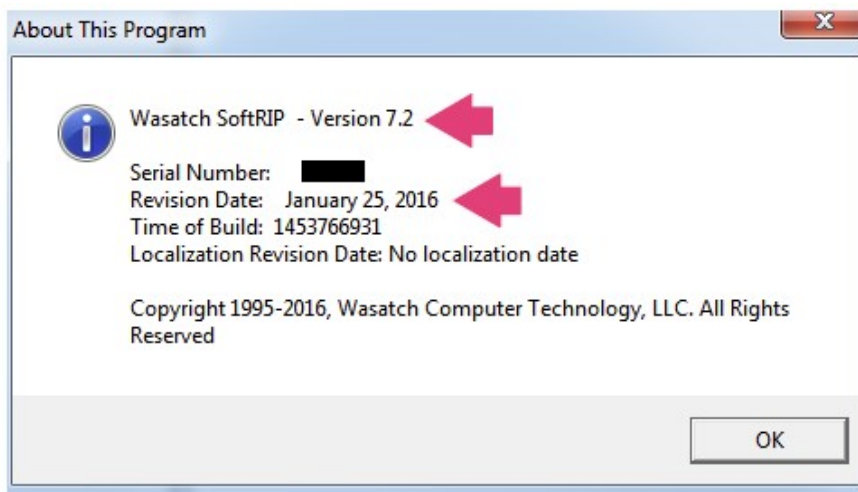 About This Program
Wasatch SoftRIP - Version 7.2
Serial Number:
Revision Date: January 25, 2016
Time of Build: 1453766931
Localization Revision Date: No localization date
Copyright 1995-2016, Wasatch Computer Technology, LLC. All Rights
Reserved
OK